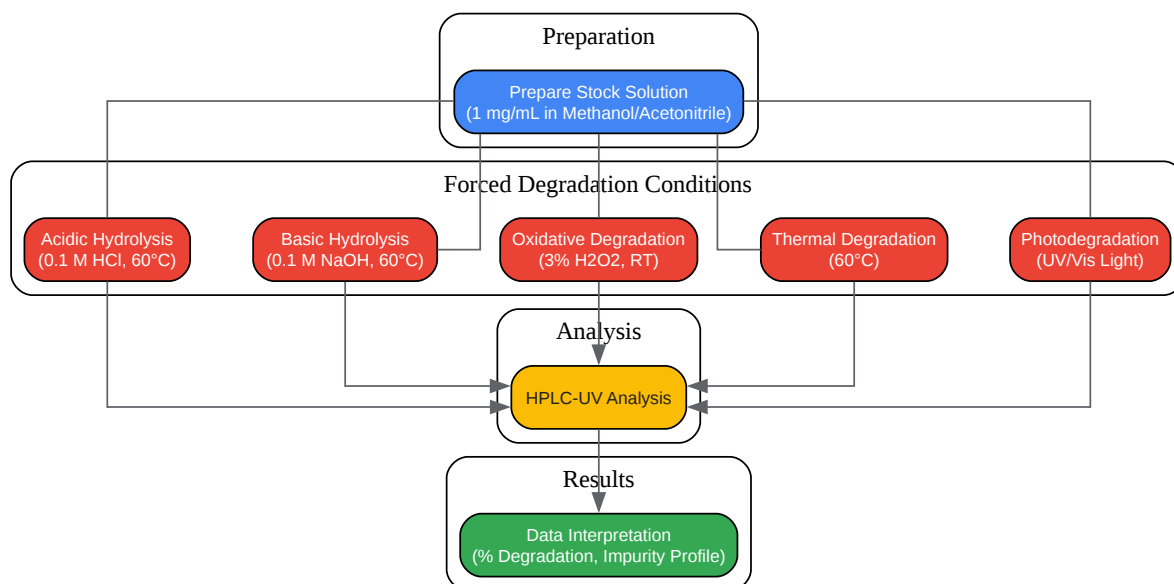 Preparation
Prepare Stock Solution
(1 mg/mL in Methanol/Acetonitrile)
Forced Degradation Conditions
Acidic Hydrolysis
(0.1 M HCl, 60°C)
Basic Hydrolysis
(0.1 M NaOH, 60°C)
Oxidative Degradation
(3% H2O2, RT)
Thermal Degradation
(60°C)
Photodegradation
(UV/Vis Light)
Analysis
HPLC-UV Analysis
Results
Data Interpretation
(% Degradation, Impurity Profile)